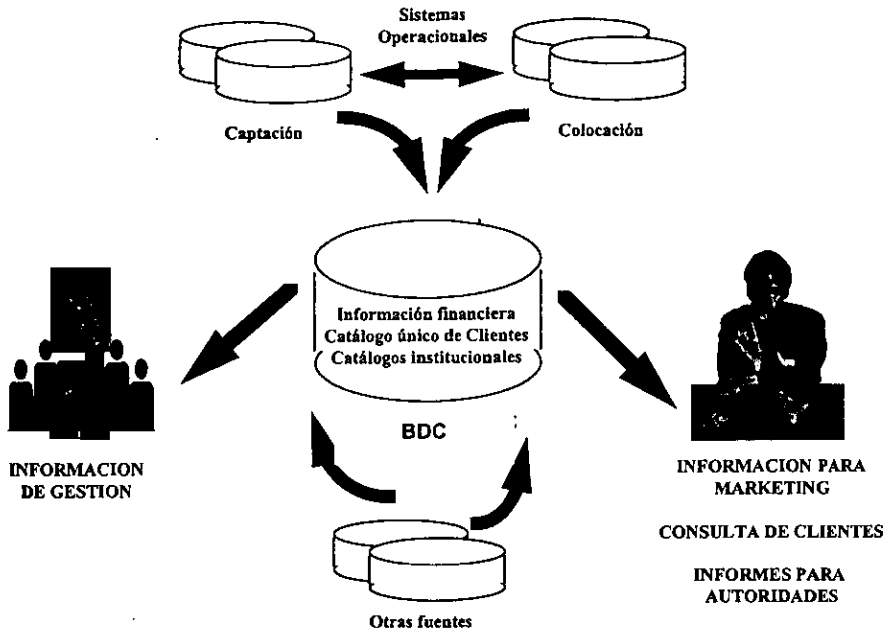 Sistemas
Operacionales
Captación
Colocación
Información financiera
Catálogo único de Clientes
Catálogos institucionales
BDC
INFORMACION
DE GESTION
INFORMACION PARA
MARKETING
CONSULTA DE CLIENTES
INFORMES PARA
AUTORIDADES
Otras fuentes